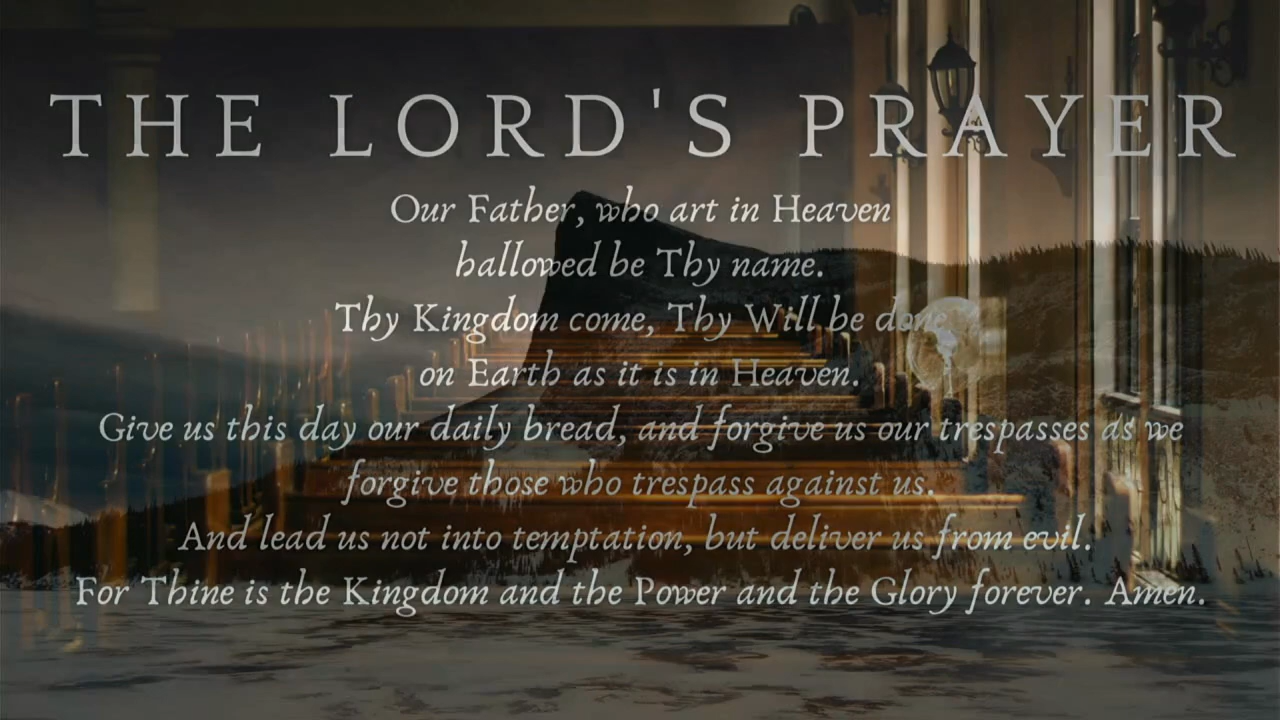 THE LORD'S PRAYER
Our Father, who art in Heaven
hallowed be Thy name.
Thy Kingdom come, Thy Will be done
on Earth as it is in Heaven.
Give us this day our daily bread, and forgive us our trespasses as we
forgive those who trespass against us.
And lead us not into temptation, but deliver us from evil.
For Thine is the Kingdom and the Power and the Glory forever. Amen.